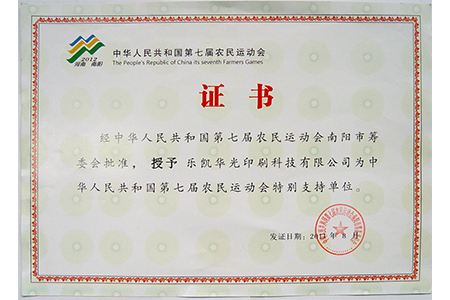 中华人民共和国第七届农民运动会
The People's Republic of China its seventh Farmers Games
2012
河南 南阳
证书
经中华人民共和国第七届农民运动会南阳市筹
委会批准，授予乐凯华光印刷科技有限公司为中
华人民共和国第七届农民运动会特别支持单位。
发证日期：
年 8 月